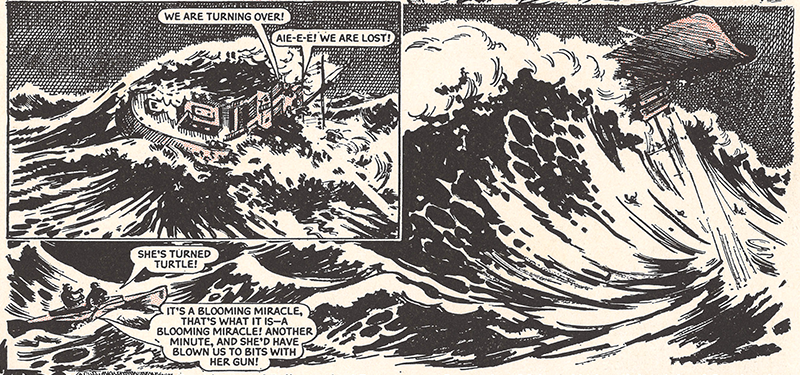 WE ARE TURNING OVER!
AIE-E-E! WE ARE LOST!
SHE'S TURNED
TURTLE!
IT'S A BLOOMING MIRACLE,
THAT'S WHAT IT IS—A
BLOOMING MIRACLE! ANOTHER
MINUTE, AND SHE'D HAVE
BLOWN US TO BITS WITH
HER GUN!